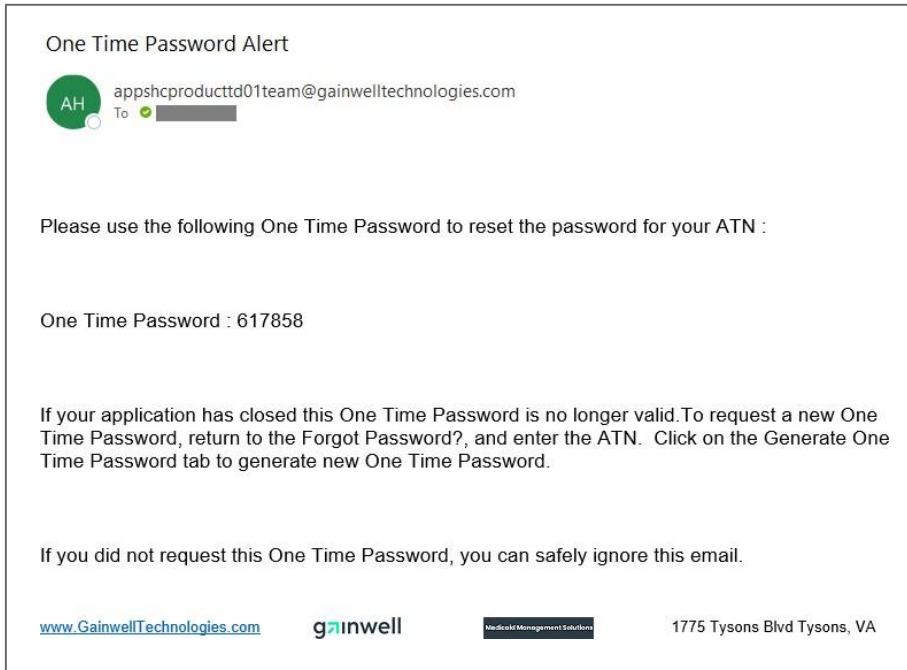 One Time Password Alert
AH
appshcproducttd01team@gainwelltechnologies.com
To
Please use the following One Time Password to reset the password for your ATN :
One Time Password : 617858
If your application has closed this One Time Password is no longer valid.To request a new One
Time Password, return to the Forgot Password?, and enter the ATN.  Click on the Generate One
Time Password tab to generate new One Time Password.
If you did not request this One Time Password, you can safely ignore this email.
www.GainwellTechnologies.com gainwell Medicaid Management Solutions 1775 Tysons Blvd Tysons, VA